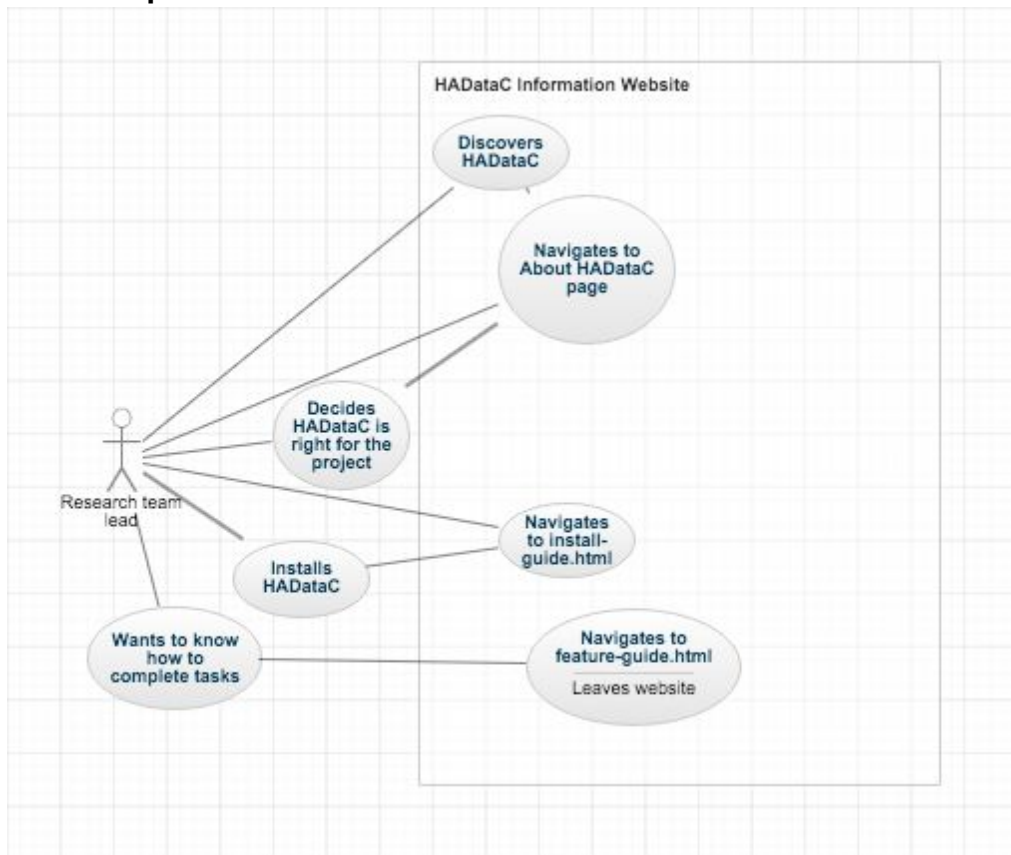 HADataC Information Website
Discovers
HADataC
Navigates to
About HADataC
page
Decides
HADataC is
right for the
project
Research team
lead
Navigates
to install-
guide.html
Installs
HADataC
Wants to know
how to
complete tasks
Navigates to
feature-guide.html
Leaves website